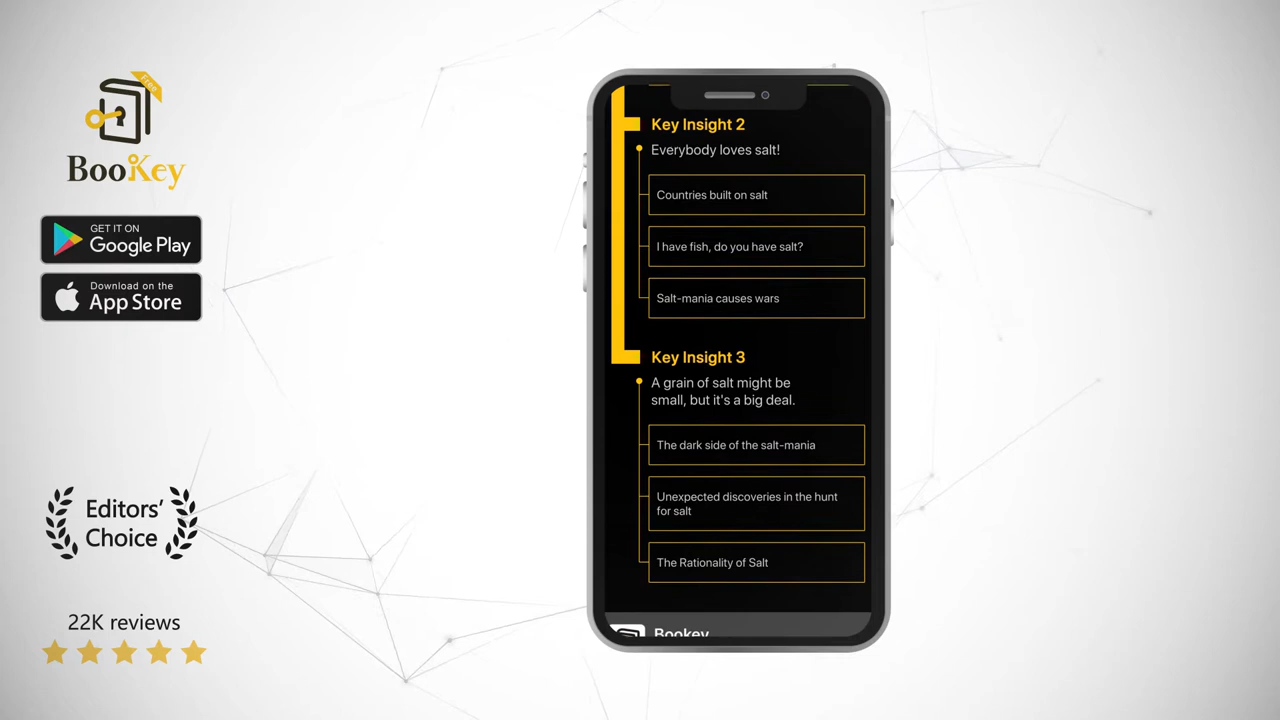 Free
BooKey
GET IT ON
Google Play
Download on the
App Store
Editors’
Choice
22K reviews
Key Insight 2
Everybody loves salt!
Countries built on salt
I have fish, do you have salt?
Salt-mania causes wars
Key Insight 3
A grain of salt might be
small, but it's a big deal.
The dark side of the salt-mania
Unexpected discoveries in the hunt
for salt
The Rationality of Salt
Bookey